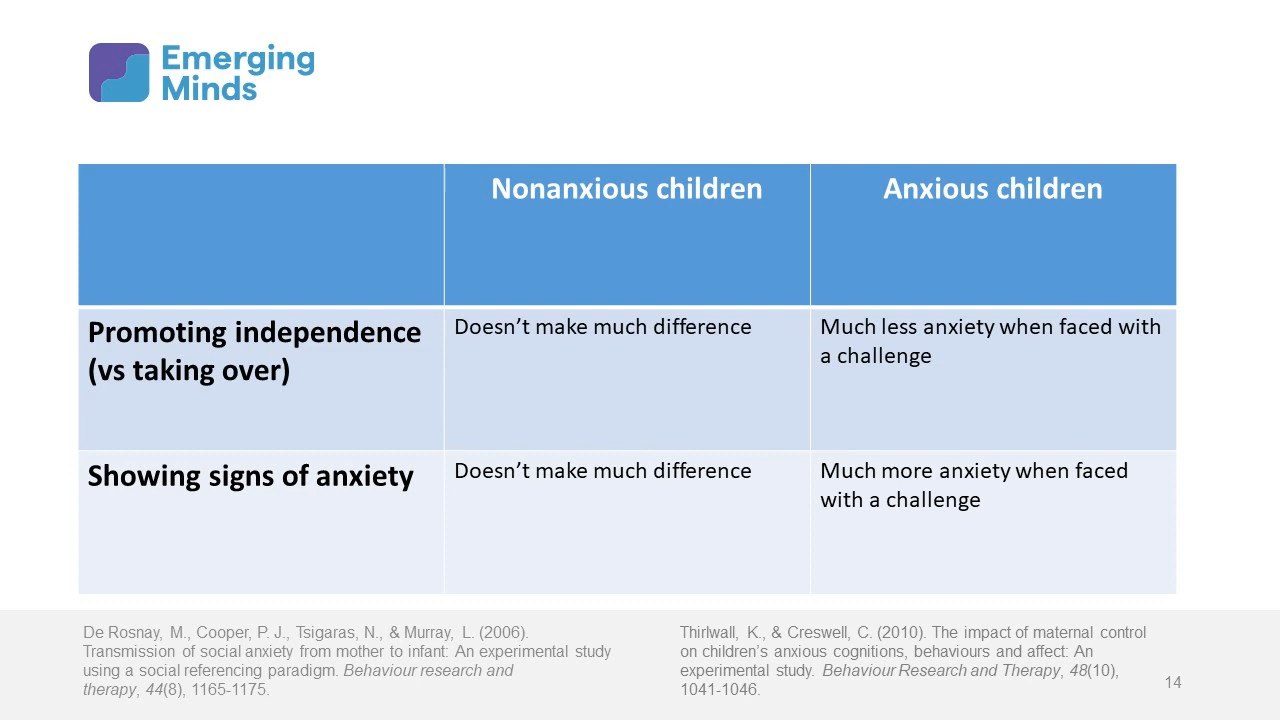 Emerging
Minds
Nonanxious children
Anxious children
Promoting independence
(vs taking over)
Doesn’t make much difference
Much less anxiety when faced with
a challenge
Showing signs of anxiety
Doesn’t make much difference
Much more anxiety when faced
with a challenge
De Rosnay, M., Cooper, P. J., Tsigaras, N., & Murray, L. (2006).
Transmission of social anxiety from mother to infant: An experimental study
using a social referencing paradigm. Behaviour research and
therapy, 44(8), 1165-1175.
Thirlwall, K., & Creswell, C. (2010). The impact of maternal control
on children’s anxious cognitions, behaviours and affect: An
experimental study. Behaviour Research and Therapy, 48(10),
1041-1046.
14